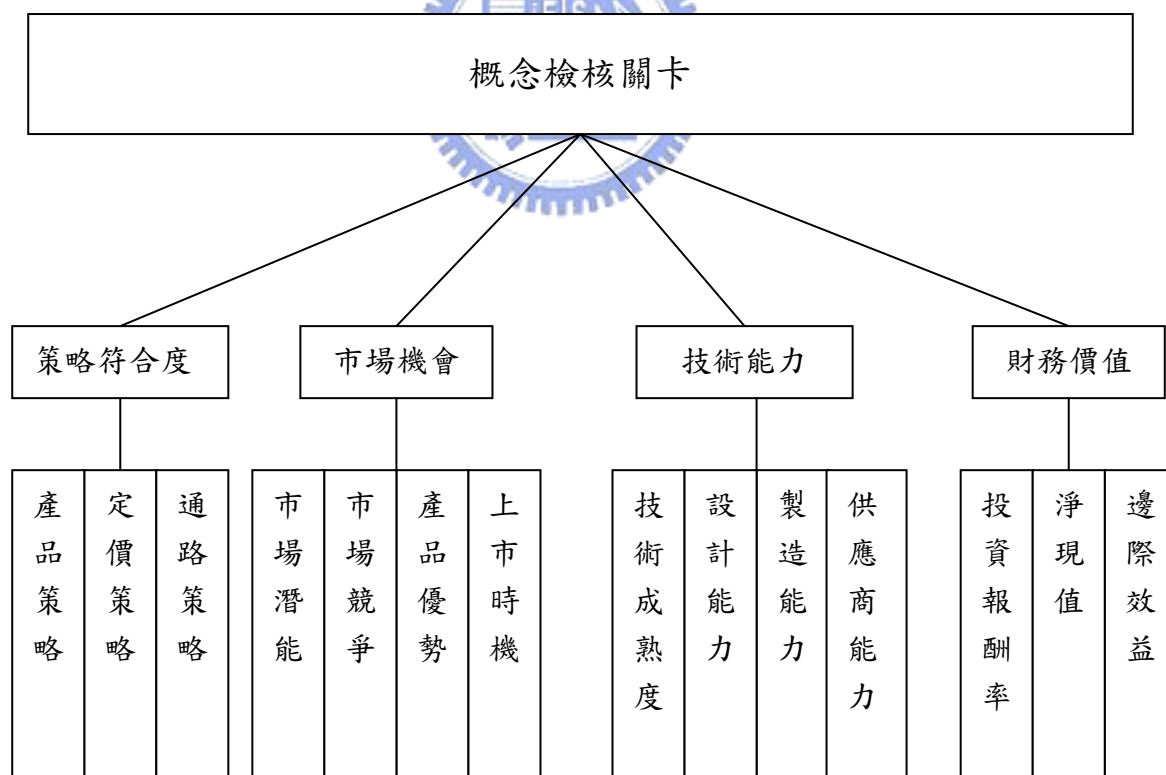 概念檢核關卡
策略符合度
市場機會
技術能力
財務價值
產品策略
定價策略
通路策略
市場潛能
市場競爭
產品優勢
上市時機
技術成熟度
設計能力
製造能力
供應商能力
投資報酬率
淨現值
邊際效益